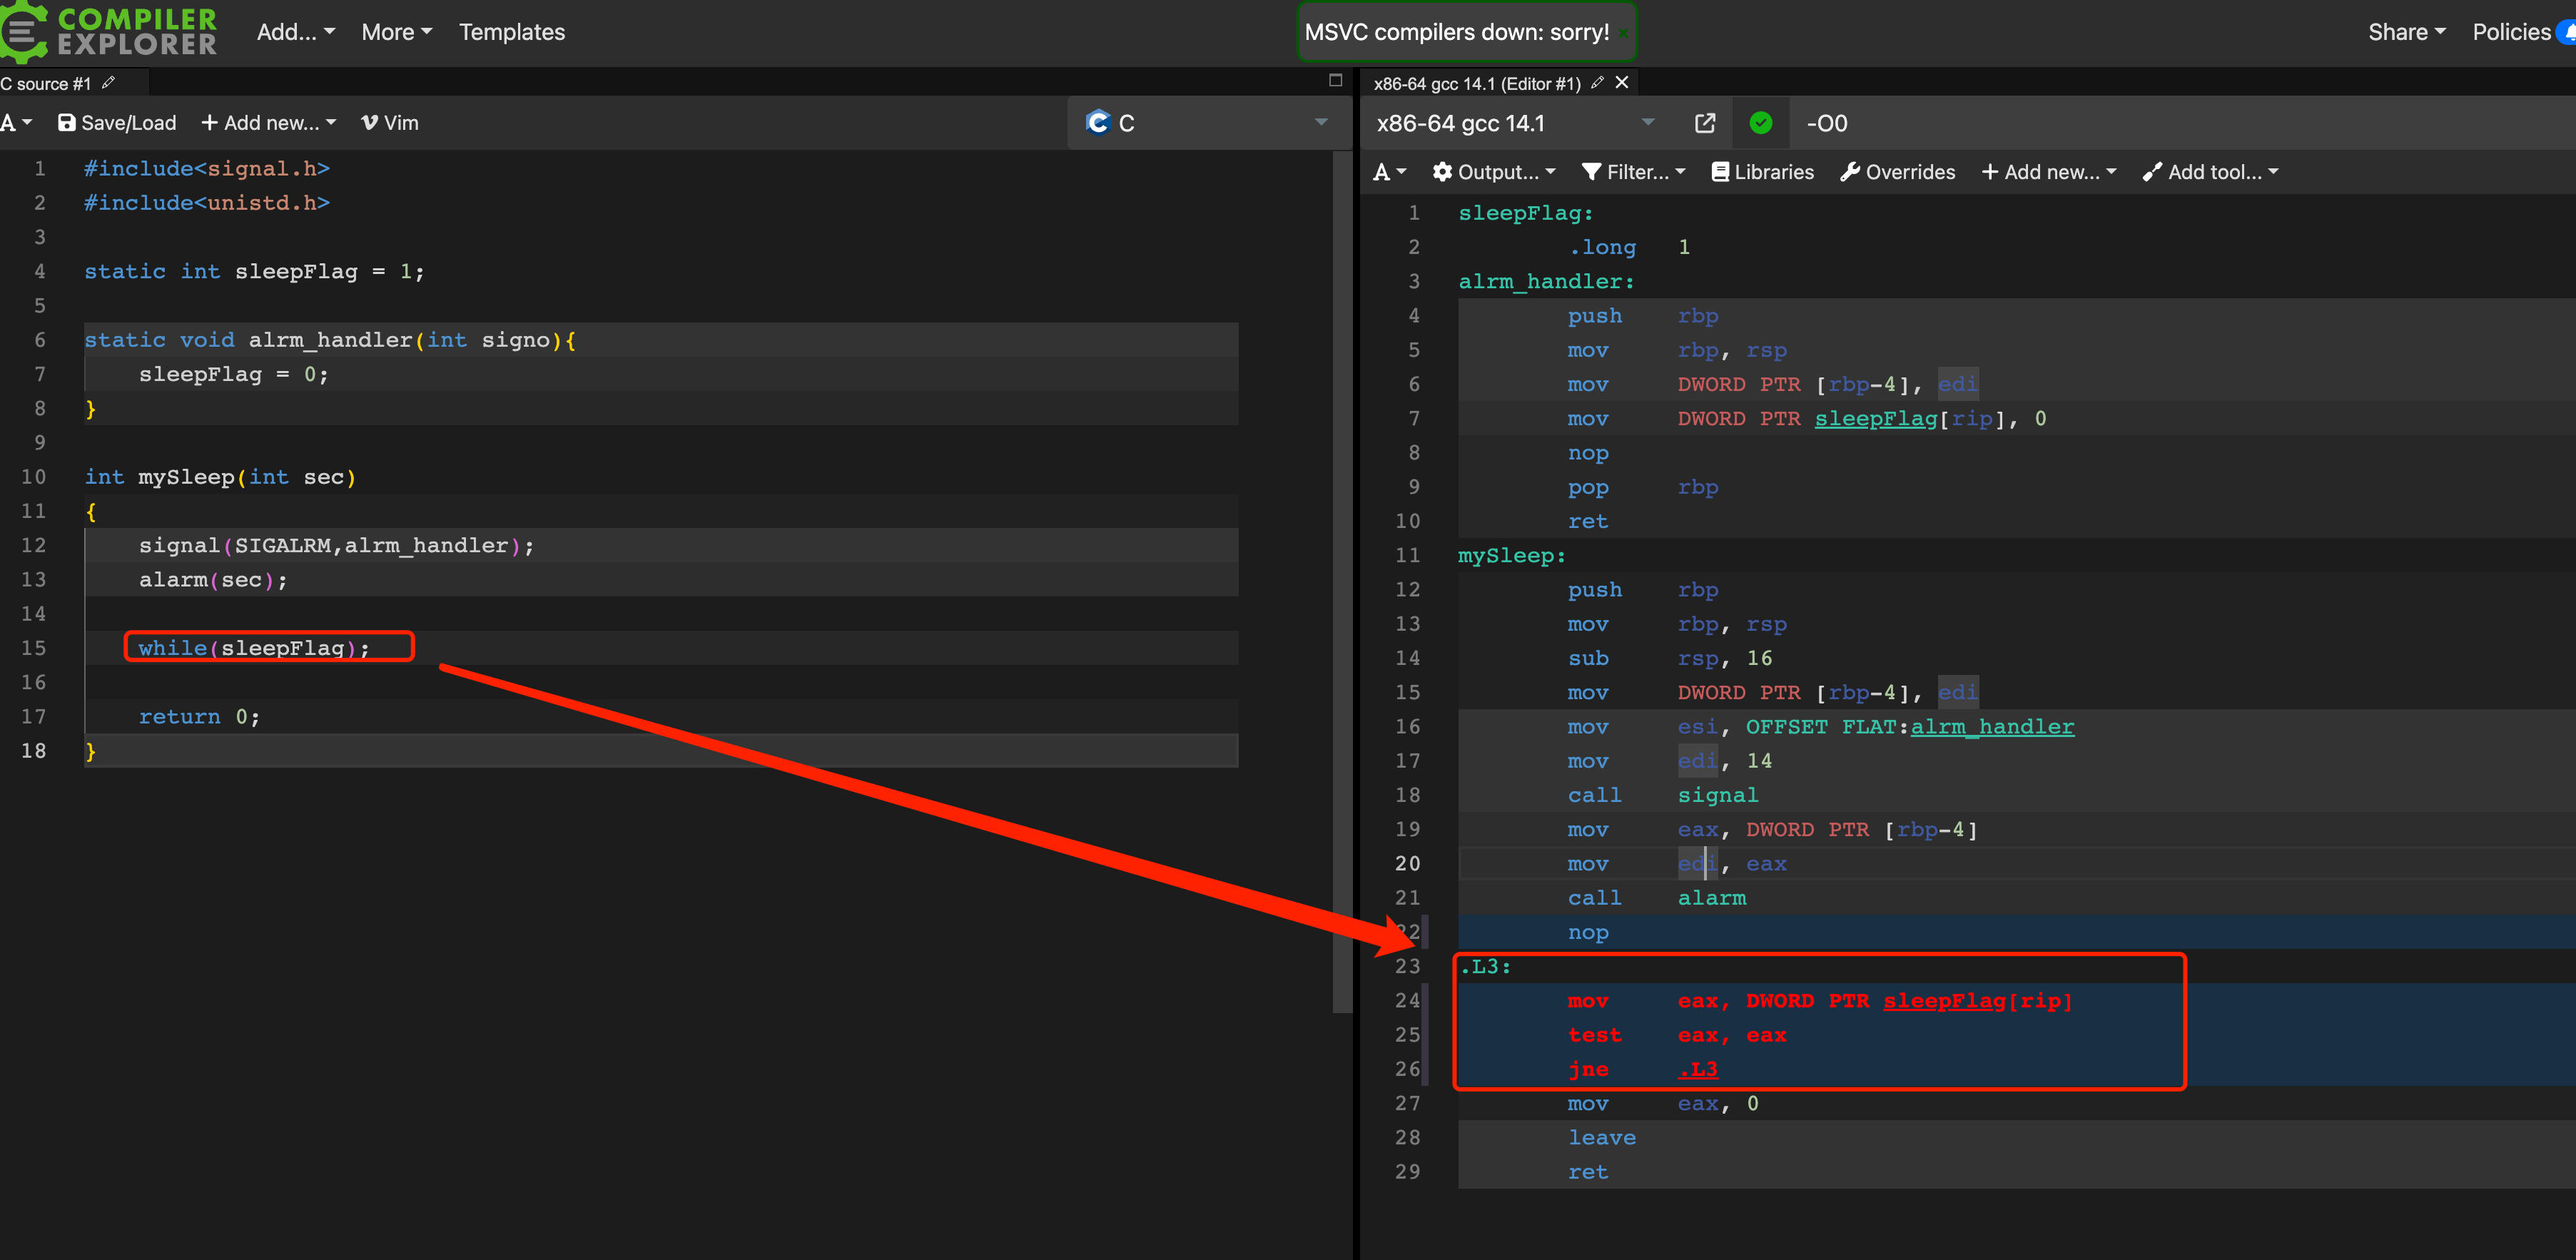 COMPILER
EXPLORER
Add...
More
Templates
MSVC compilers down: sorry!
Share
Policies
C source #1
A
Save/Load
+ Add new...
Vim
C
1 #include<signal.h>
2 #include<unistd.h>
3
4 static int sleepFlag = 1;
5
6 static void alrm_handler(int signo){
7 sleepFlag = 0;
8 }
9
10 int mySleep(int sec)
11 {
12 signal(SIGALRM,alrm_handler);
13 alarm(sec);
14
15 while(sleepFlag);
16
17 return 0;
18 }
x86-64 gcc 14.1 (Editor #1)
x86-64 gcc 14.1
-O0
A
Output...
Filter...
Libraries
Overrides
+ Add new...
Add tool...
1 sleepFlag:
2 .long 1
3 alrm_handler:
4 push rbp
5 mov rbp, rsp
6 mov DWORD PTR [rbp-4], edi
7 mov DWORD PTR sleepFlag[rip], 0
8 nop
9 pop rbp
10 ret
11 mySleep:
12 push rbp
13 mov rbp, rsp
14 sub rsp, 16
15 mov DWORD PTR [rbp-4], edi
16 mov esi, OFFSET FLAT:alrm_handler
17 mov edi, 14
18 call signal
19 mov eax, DWORD PTR [rbp-4]
20 mov edi, eax
21 call alarm
22 nop
23 .L3:
24 mov eax, DWORD PTR sleepFlag[rip]
25 test eax, eax
26 jne .L3
27 mov eax, 0
28 leave
29 ret